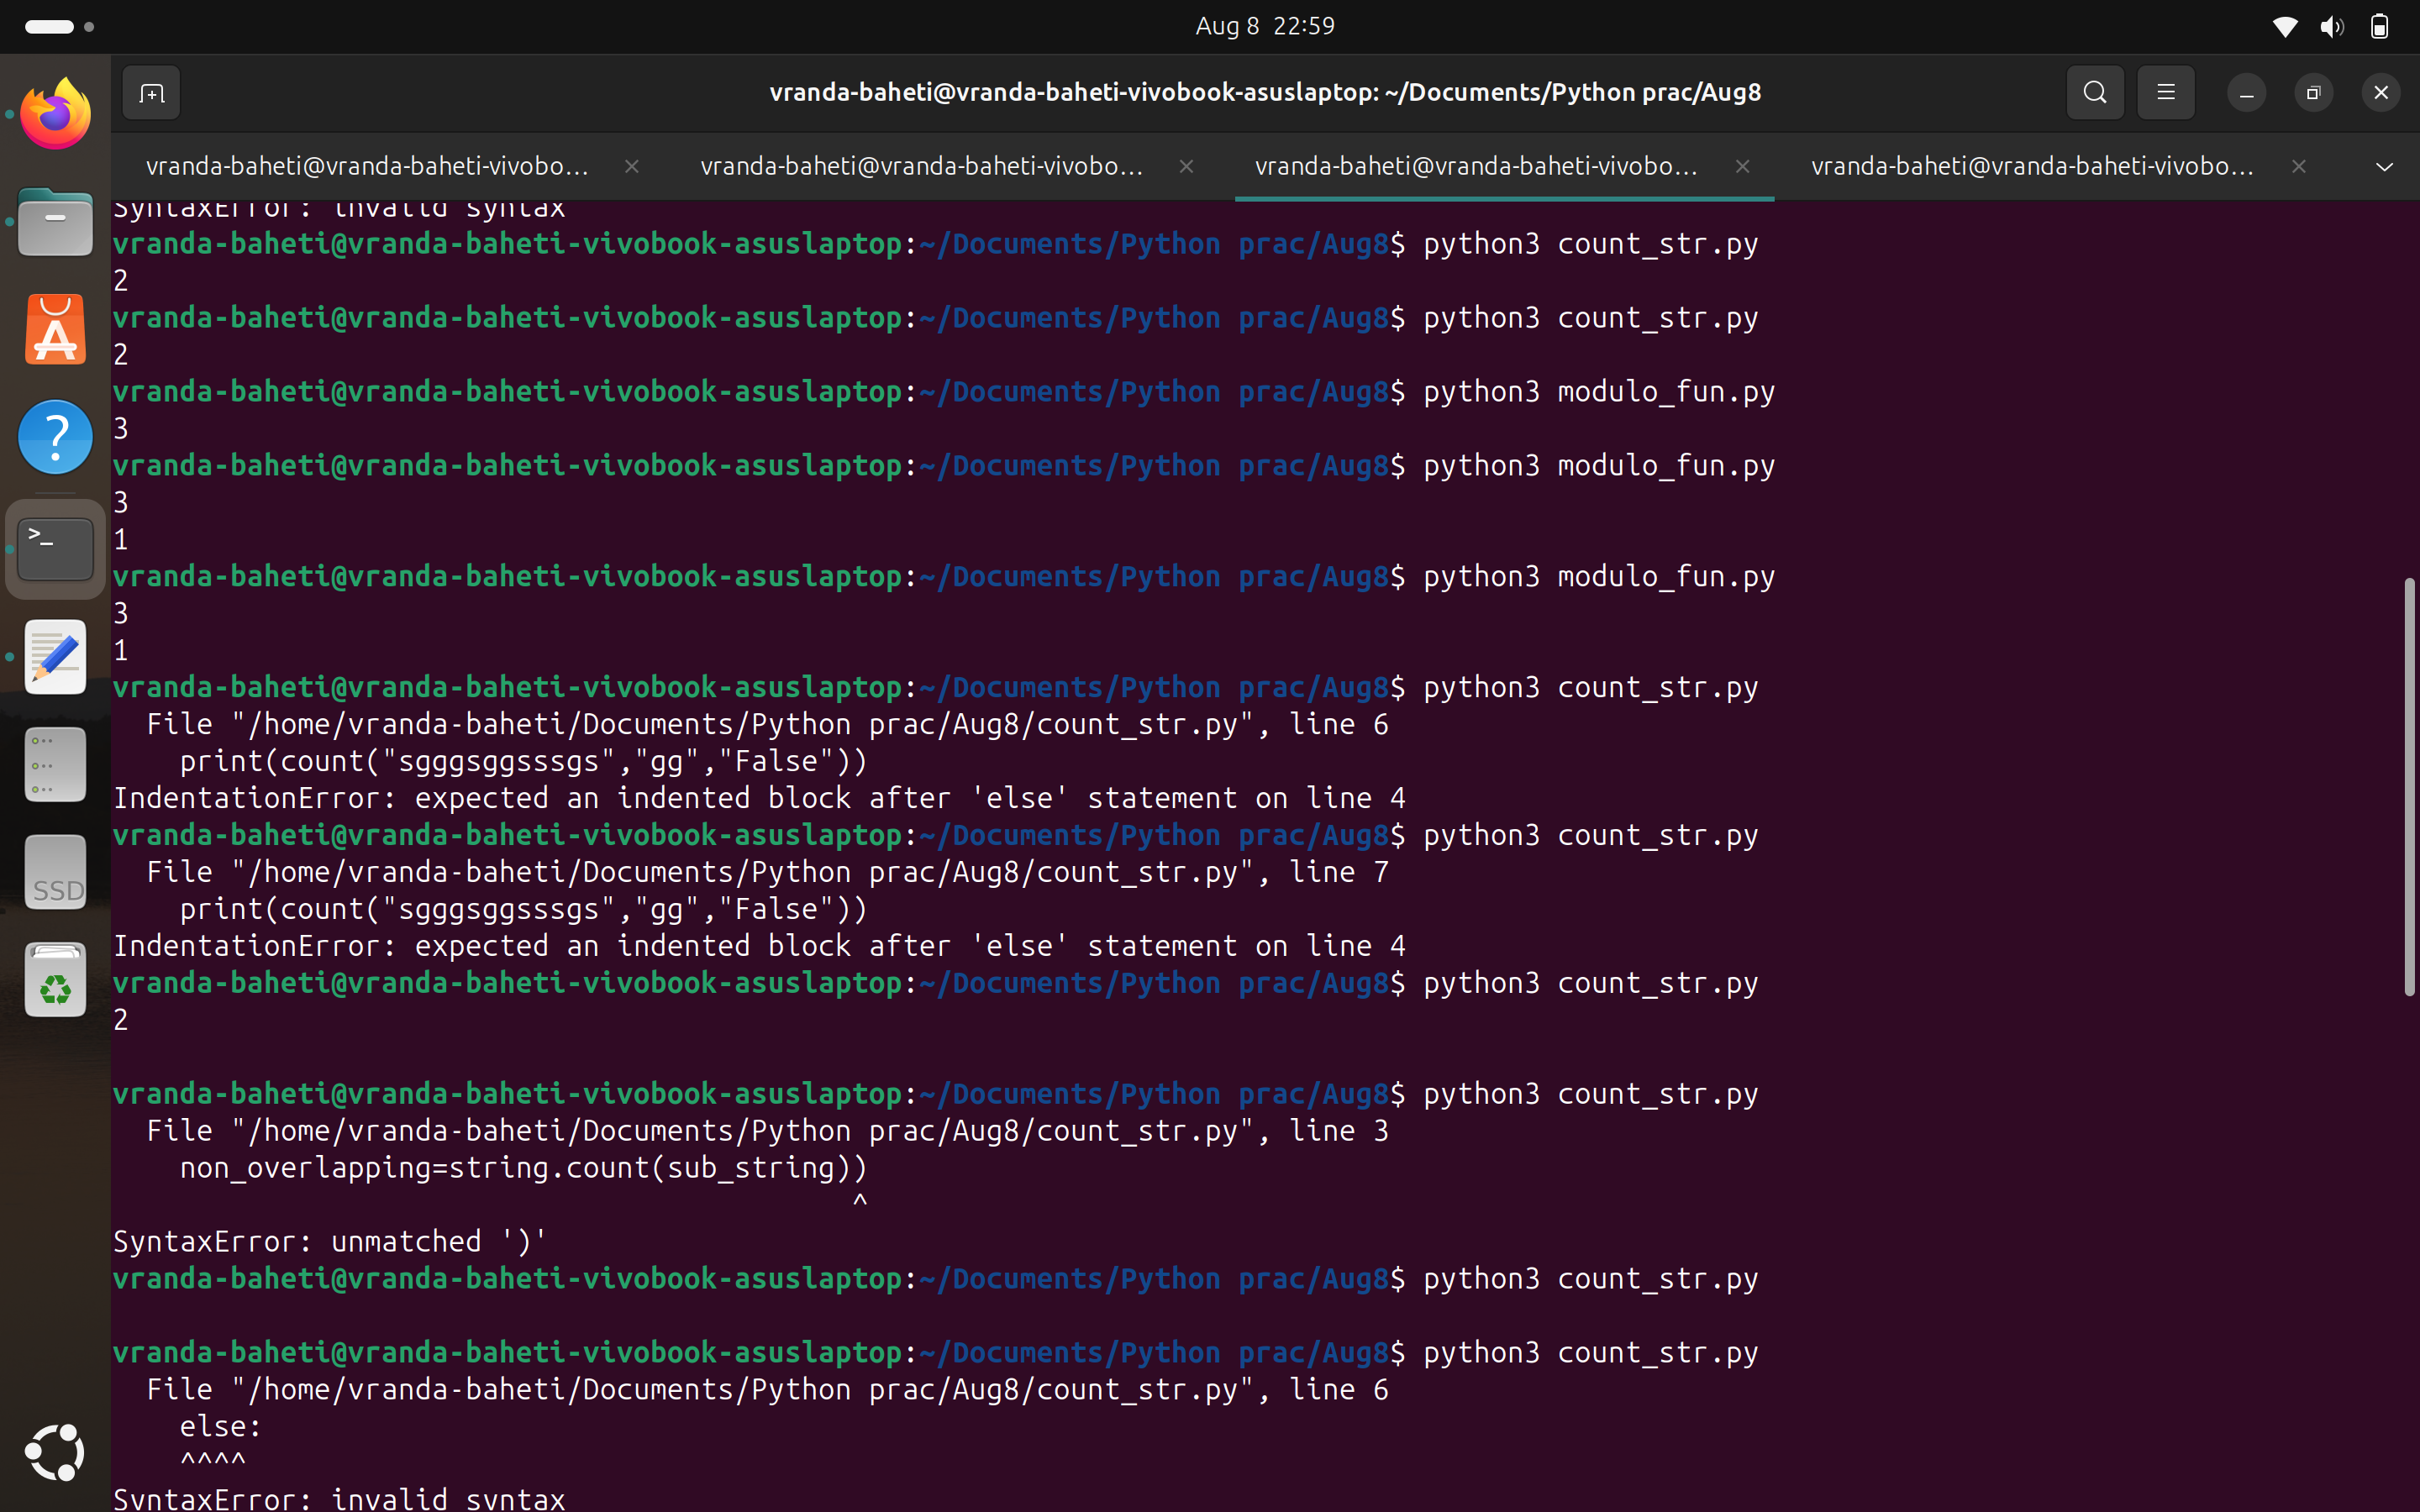 Aug 8 22:59
vranda-baheti@vranda-baheti-vivobook-asuslaptop: ~/Documents/Python prac/Aug8
vranda-baheti@vranda-baheti-vivobo… vranda-baheti@vranda-baheti-vivobo… vranda-baheti@vranda-baheti-vivobo… vranda-baheti@vranda-baheti-vivobo…
SyntaxError: invalid syntax
vranda-baheti@vranda-baheti-vivobook-asuslaptop:~/Documents/Python prac/Aug8$ python3 count_str.py
2
vranda-baheti@vranda-baheti-vivobook-asuslaptop:~/Documents/Python prac/Aug8$ python3 count_str.py
2
vranda-baheti@vranda-baheti-vivobook-asuslaptop:~/Documents/Python prac/Aug8$ python3 modulo_fun.py
3
vranda-baheti@vranda-baheti-vivobook-asuslaptop:~/Documents/Python prac/Aug8$ python3 modulo_fun.py
3
1
vranda-baheti@vranda-baheti-vivobook-asuslaptop:~/Documents/Python prac/Aug8$ python3 modulo_fun.py
3
1
vranda-baheti@vranda-baheti-vivobook-asuslaptop:~/Documents/Python prac/Aug8$ python3 count_str.py
  File "/home/vranda-baheti/Documents/Python prac/Aug8/count_str.py", line 6
    print(count("sgggsggsssgs","gg","False"))
IndentationError: expected an indented block after 'else' statement on line 4
vranda-baheti@vranda-baheti-vivobook-asuslaptop:~/Documents/Python prac/Aug8$ python3 count_str.py
  File "/home/vranda-baheti/Documents/Python prac/Aug8/count_str.py", line 7
    print(count("sgggsggsssgs","gg","False"))
IndentationError: expected an indented block after 'else' statement on line 4
vranda-baheti@vranda-baheti-vivobook-asuslaptop:~/Documents/Python prac/Aug8$ python3 count_str.py
2
vranda-baheti@vranda-baheti-vivobook-asuslaptop:~/Documents/Python prac/Aug8$ python3 count_str.py
  File "/home/vranda-baheti/Documents/Python prac/Aug8/count_str.py", line 3
    non_overlapping=string.count(sub_string))
                                            ^
SyntaxError: unmatched ')'
vranda-baheti@vranda-baheti-vivobook-asuslaptop:~/Documents/Python prac/Aug8$ python3 count_str.py
vranda-baheti@vranda-baheti-vivobook-asuslaptop:~/Documents/Python prac/Aug8$ python3 count_str.py
  File "/home/vranda-baheti/Documents/Python prac/Aug8/count_str.py", line 6
    else:
    ^^^^
SyntaxError: invalid syntax
SSD